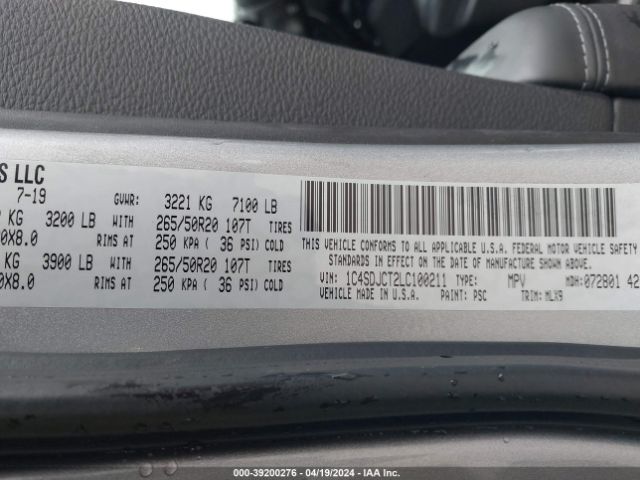 S LLC
7-19
GVWR: 3221 KG 7100 LB
KG 3200 LB WITH 265/50R20 107T TIRES
0X8.0 RIMS AT 250 KPA ( 36 PSI) COLD
KG 3900 LB WITH 265/50R20 107T TIRES
0X8.0 RIMS AT 250 KPA ( 36 PSI) COLD
THIS VEHICLE CONFORMS TO ALL APPLICABLE U.S.A. FEDERAL MOTOR VEHICLE SAFETY
STANDARDS IN EFFECT ON THE DATE OF MANUFACTURE SHOWN ABOVE.
VIN: 1C4SDJCT2LC100211 TYPE: MPV MDH: 072801 42
VEHICLE MADE IN U.S.A. PAINT: PSC TRIM: MLX9
000-39200276 - 04/19/2024 - IAA Inc.